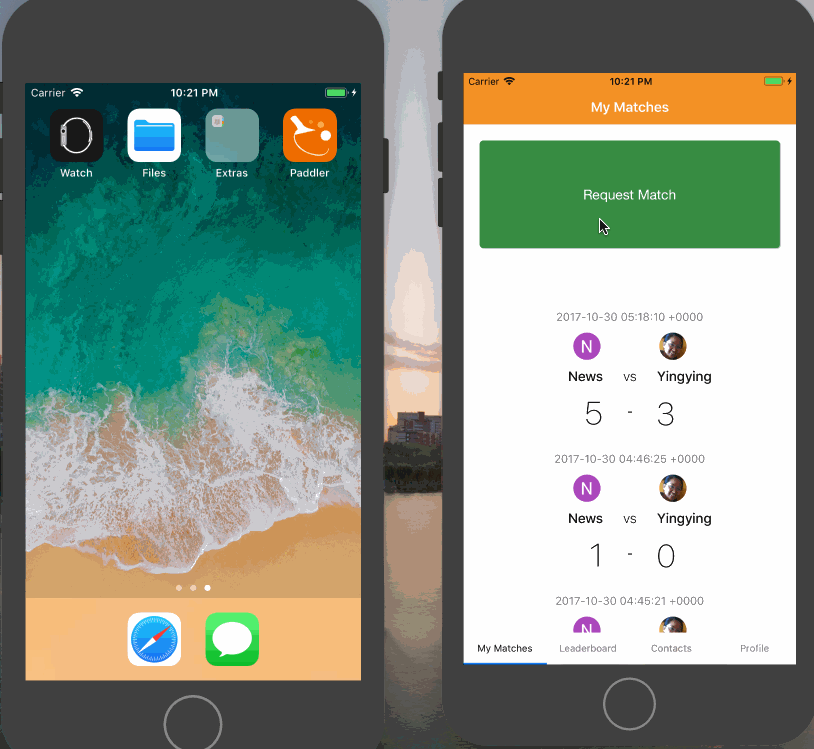 Carrier 10:21 PM
Watch Files Extras Paddler
Carrier 10:21 PM
My Matches
Request Match
2017-10-30 05:18:10 +0000
N
News vs Yingying
5 - 3
2017-10-30 04:46:25 +0000
N
News vs Yingying
1 - 0
2017-10-30 04:45:21 +0000
N
My Matches Leaderboard Contacts Profile